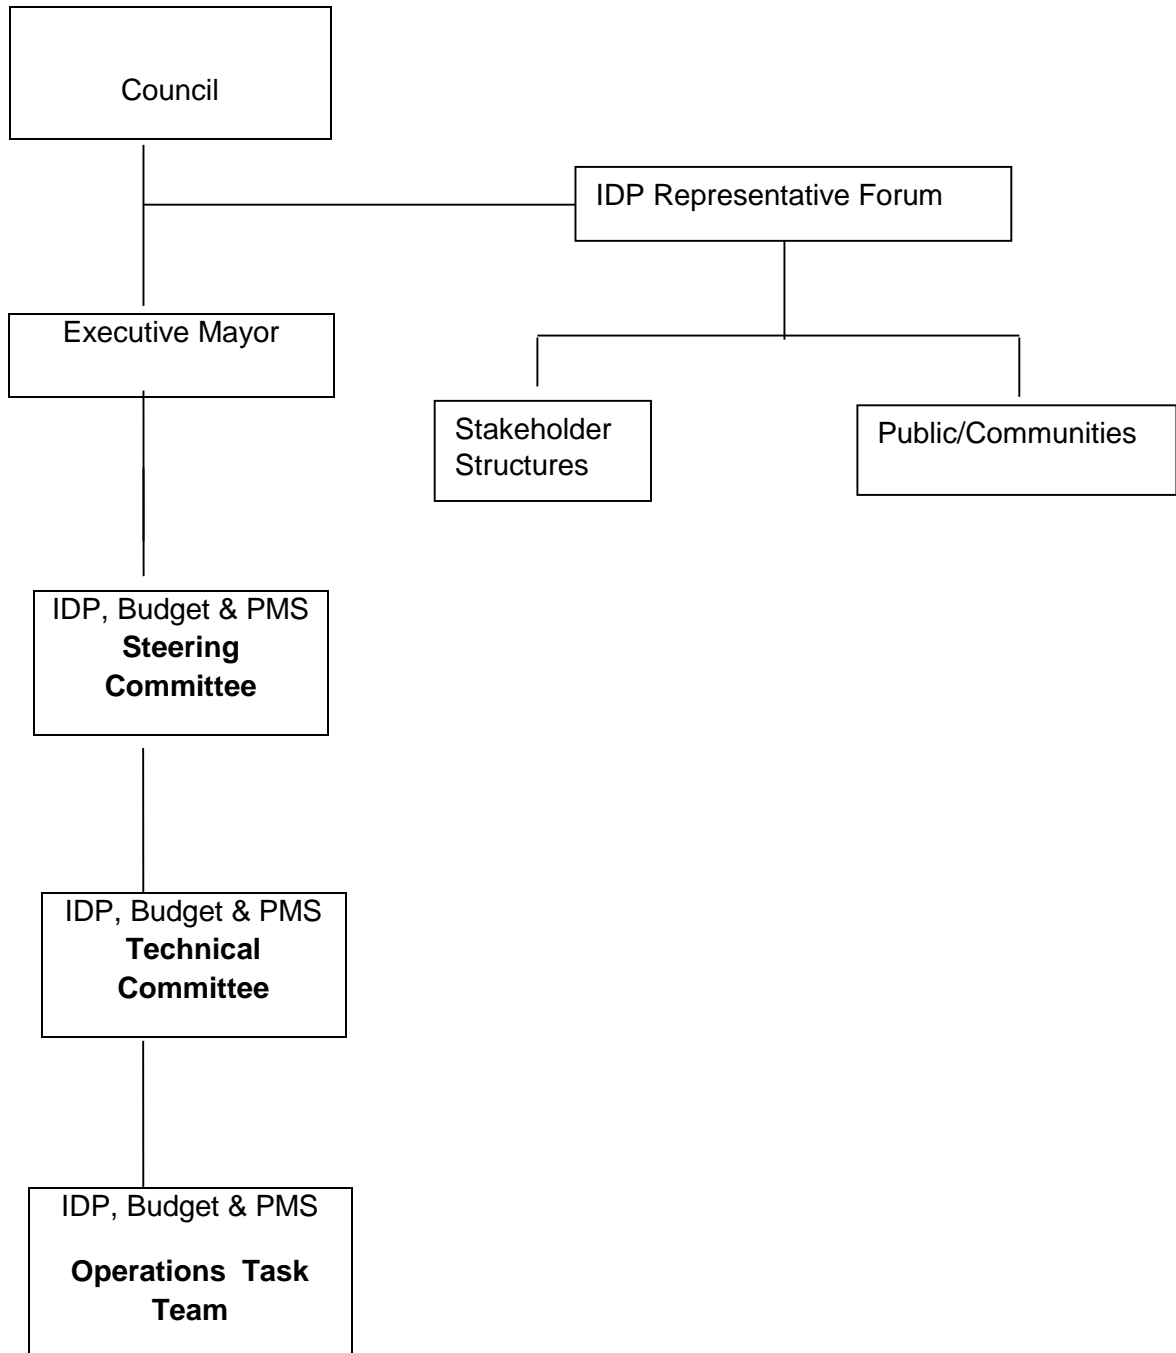 Council
IDP Representative Forum
Executive Mayor
Stakeholder
Structures
Public/Communities
IDP, Budget & PMS
Steering
Committee
IDP, Budget & PMS
Technical
Committee
IDP, Budget & PMS
Operations  Task
Team